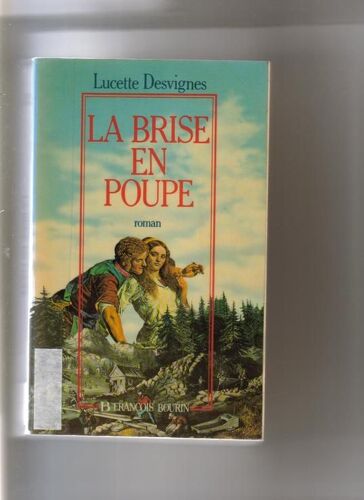 Lucette Desvignes
LA BRISE
EN
POUPE
roman
B FRANÇOIS BOURIN